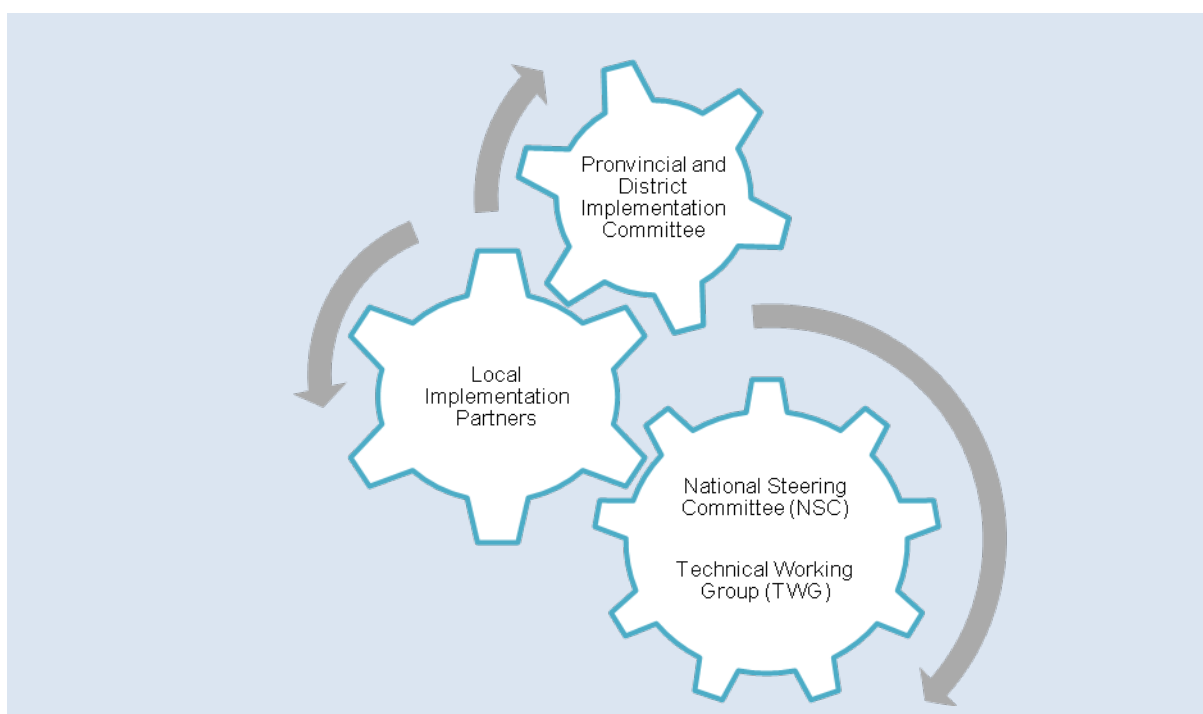 Pronvincial and
District
Implementation
Committee
Local
Implementation
Partners
National Steering
Committee (NSC)
Technical Working
Group (TWG)